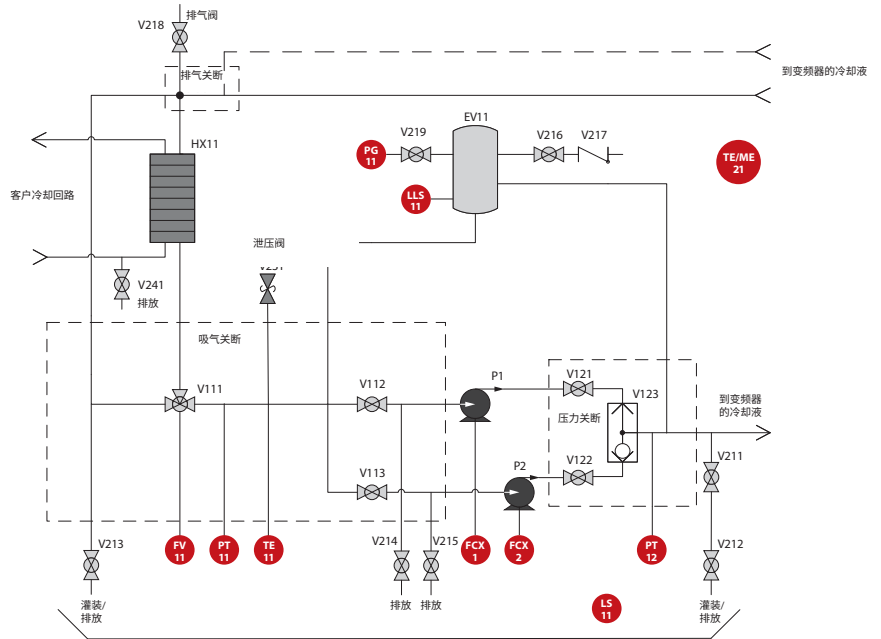 排气阀
V218
排气关断
到变频器的冷却液
EV11
V219
V216
V217
PG
11
TE/ME
21
HX11
LLS
11
客户冷却回路
泄压阀
V241
排放
吸气关断
V111
V112
P1
V121
V123
到变频器
的冷却液
压力关断
V113
P2
V122
V211
V213
FV
11
PT
11
TE
11
V214
V215
FCX
1
FCX
2
PT
12
V212
灌装/
排放
排放
排放
LS
11
灌装/
排放